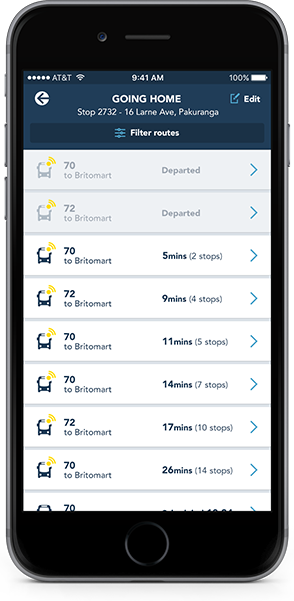 AT&T 9:41 AM 100%
GOING HOME Edit
Stop 2732 - 16 Larne Ave, Pakuranga
Filter routes
70
to Britomart Departed
72
to Britomart Departed
70
to Britomart 5mins (2 stops)
72
to Britomart 9mins (4 stops)
70
to Britomart 11mins (5 stops)
70
to Britomart 14mins (7 stops)
72
to Britomart 17mins (10 stops)
70
to Britomart 26mins (14 stops)
70